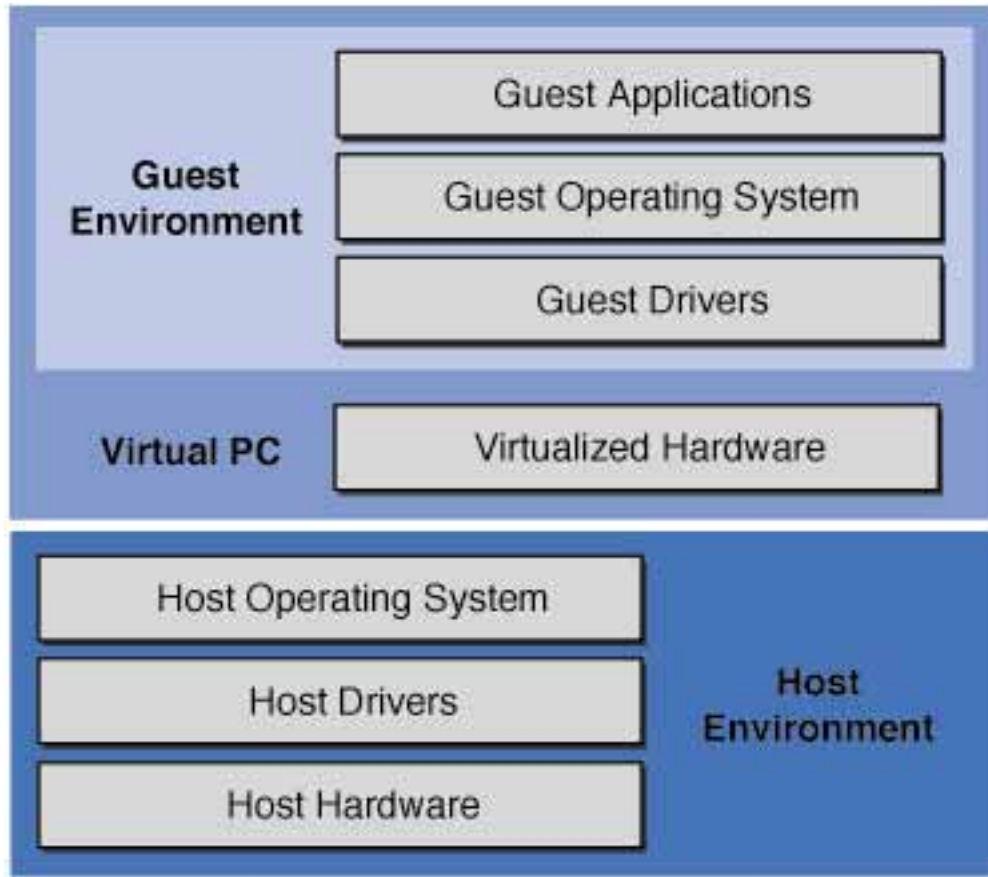 Guest Applications
Guest
Environment
Guest Operating System
Guest Drivers
Virtual PC
Virtualized Hardware
Host Operating System
Host Drivers
Host
Environment
Host Hardware